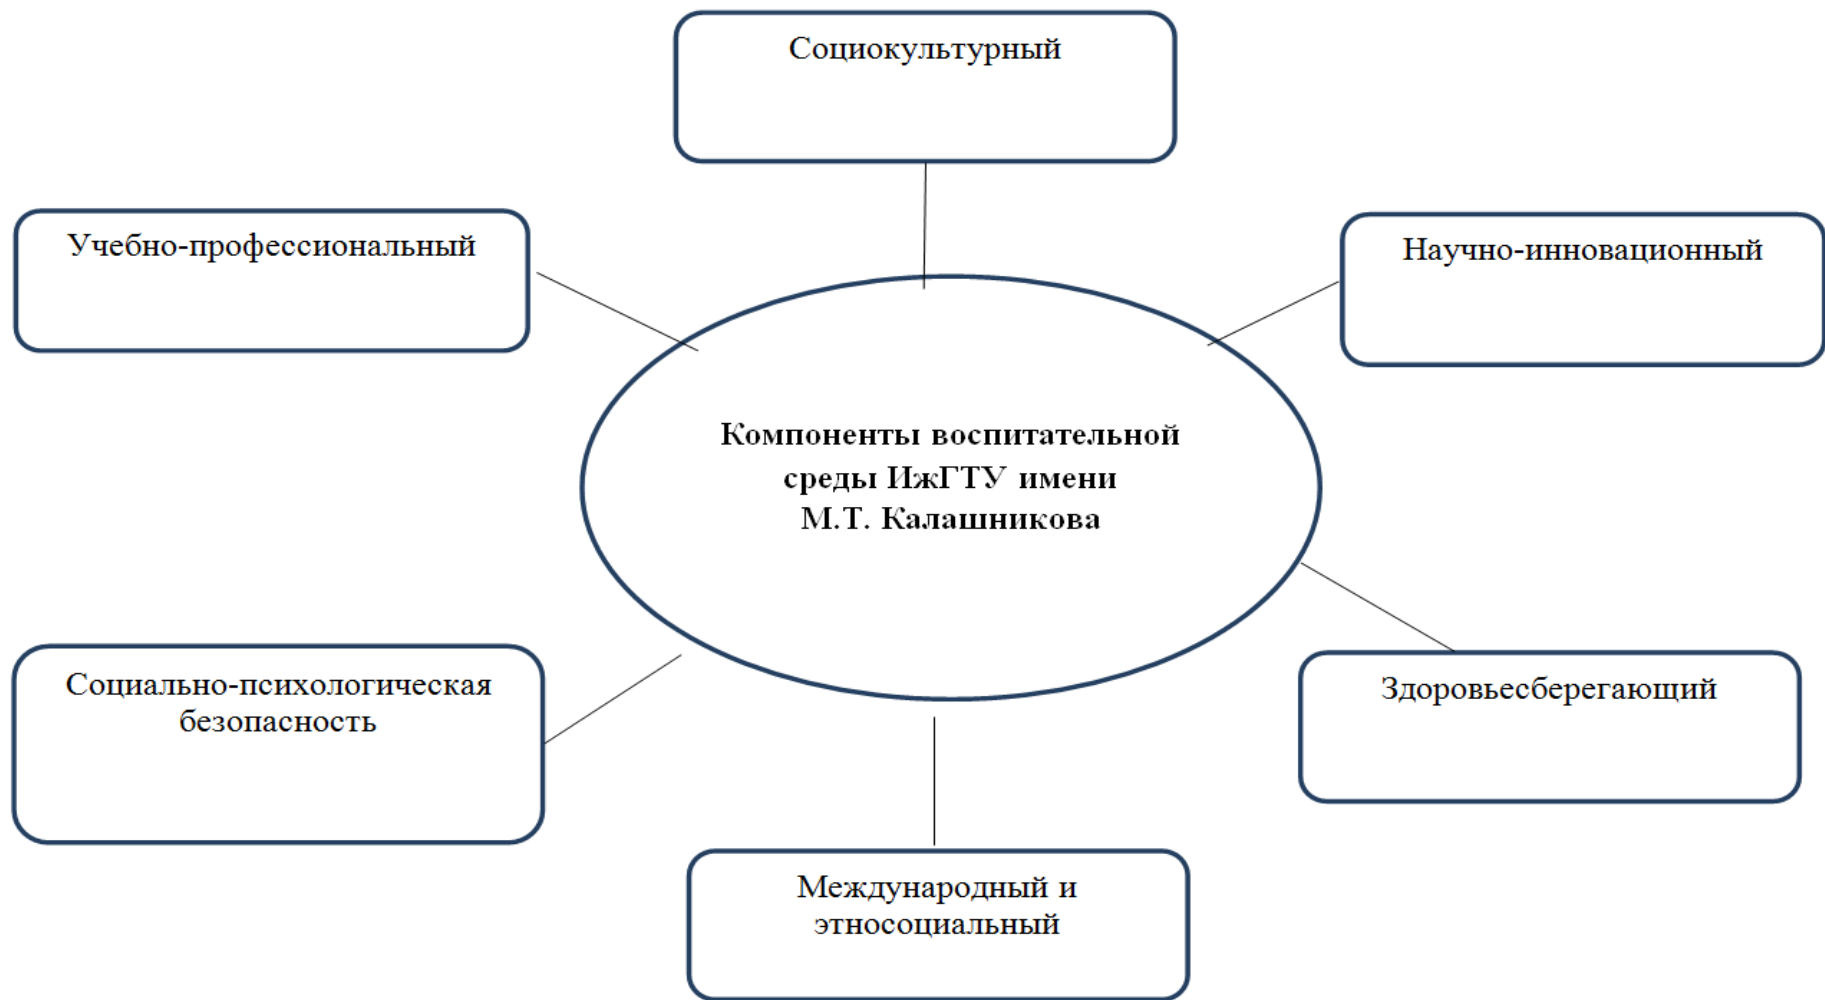 Социокультурный
Учебно-профессиональный
Научно-инновационный
Компоненты воспитательной
среды ИжГТУ имени
М.Т. Калашникова
Социально-психологическая
безопасность
Здоровьесберегающий
Международный и
этносоциальный